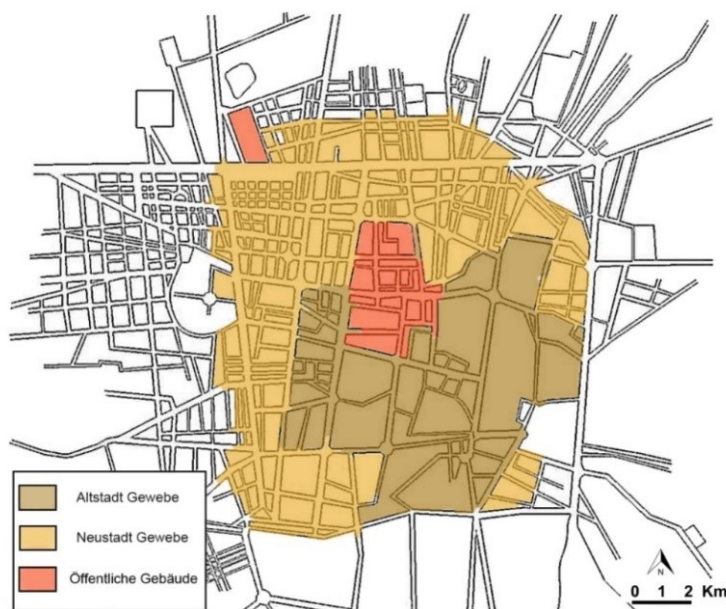 Altstadt Gewebe
Neustadt Gewebe
Öffentliche Gebäude
N
0 1 2 Km